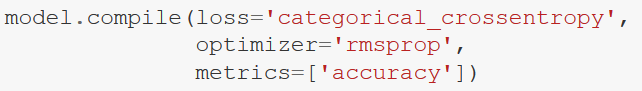 model.compile(loss='categorical_crossentropy',
              optimizer='rmsprop',
              metrics=['accuracy'])